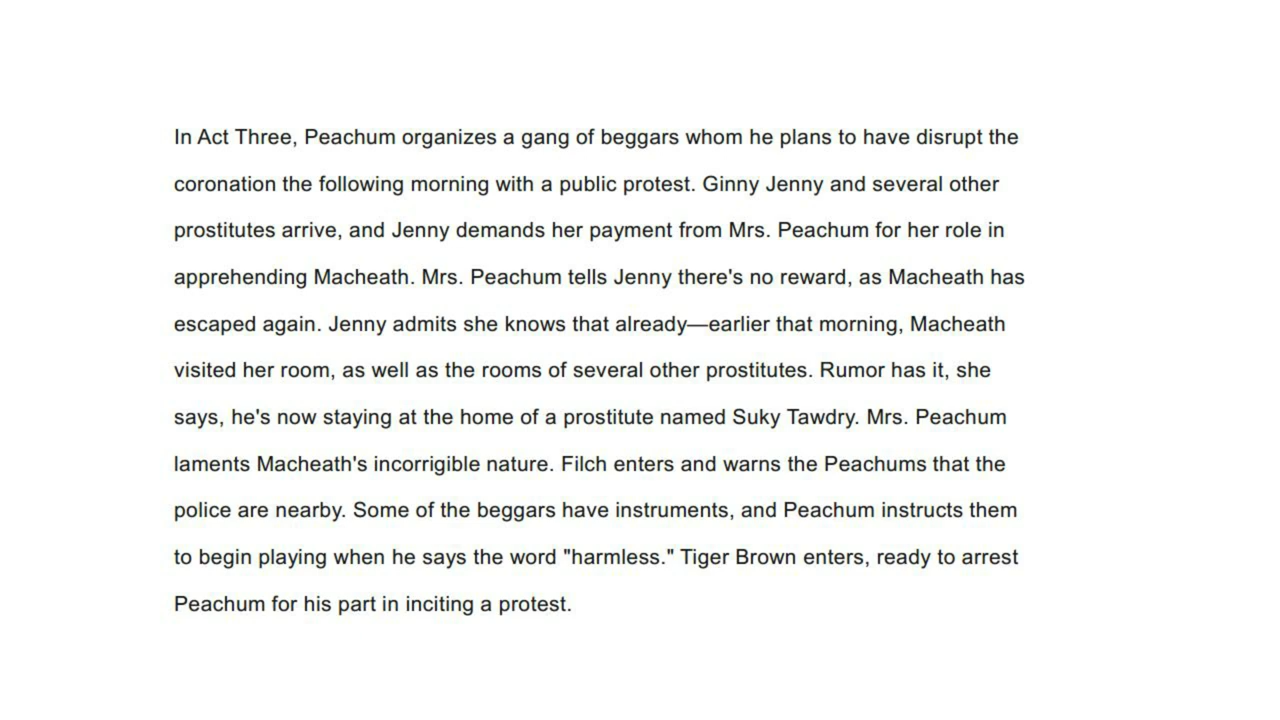 In Act Three, Peachum organizes a gang of beggars whom he plans to have disrupt the
coronation the following morning with a public protest. Ginny Jenny and several other
prostitutes arrive, and Jenny demands her payment from Mrs. Peachum for her role in
apprehending Macheath. Mrs. Peachum tells Jenny there's no reward, as Macheath has
escaped again. Jenny admits she knows that already—earlier that morning, Macheath
visited her room, as well as the rooms of several other prostitutes. Rumor has it, she
says, he's now staying at the home of a prostitute named Suky Tawdry. Mrs. Peachum
laments Macheath's incorrigible nature. Filch enters and warns the Peachums that the
police are nearby. Some of the beggars have instruments, and Peachum instructs them
to begin playing when he says the word "harmless." Tiger Brown enters, ready to arrest
Peachum for his part in inciting a protest.